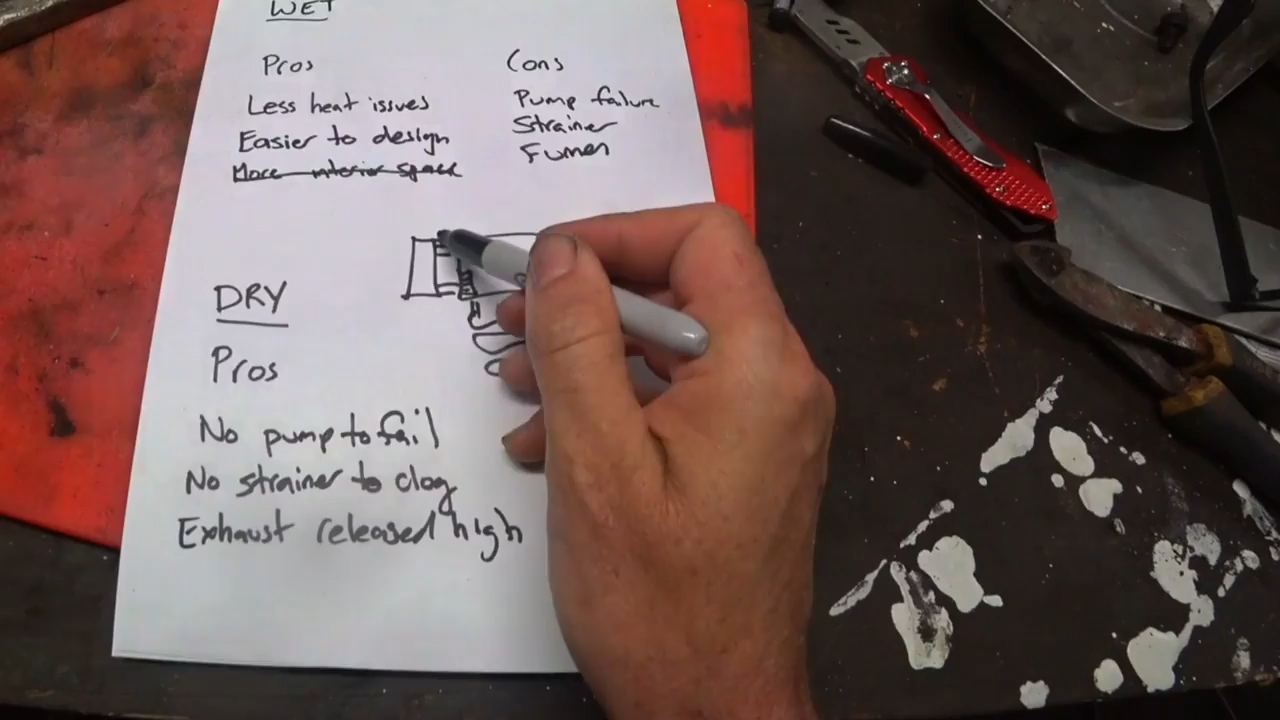 WET
Pros
Cons
Less heat issues
Easier to design
More interior space
Pump failure
Strainer
Fumes
DRY
Pros
No pump to fail
No strainer to clog
Exhaust released high